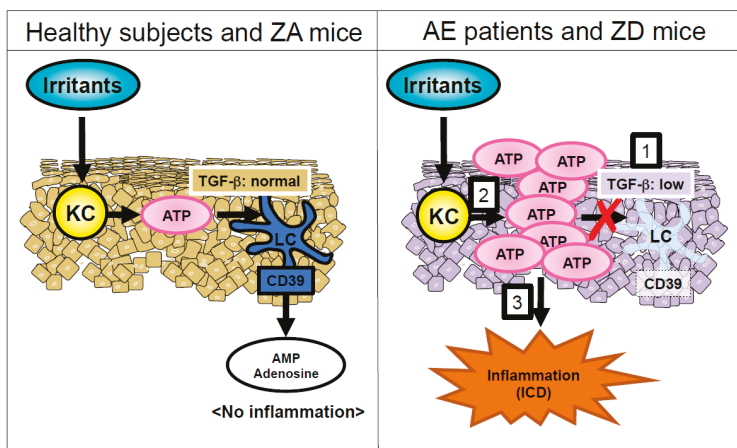 Healthy subjects and ZA mice
Irritants
TGF-β: normal
KC
ATP
LC
CD39
AMP
Adenosine
<No inflammation>
AE patients and ZD mice
Irritants
1
ATP
ATP
ATP
TGF-β: low
2
KC
ATP
LC
ATP
ATP
ATP
CD39
3
Inflammation
(ICD)